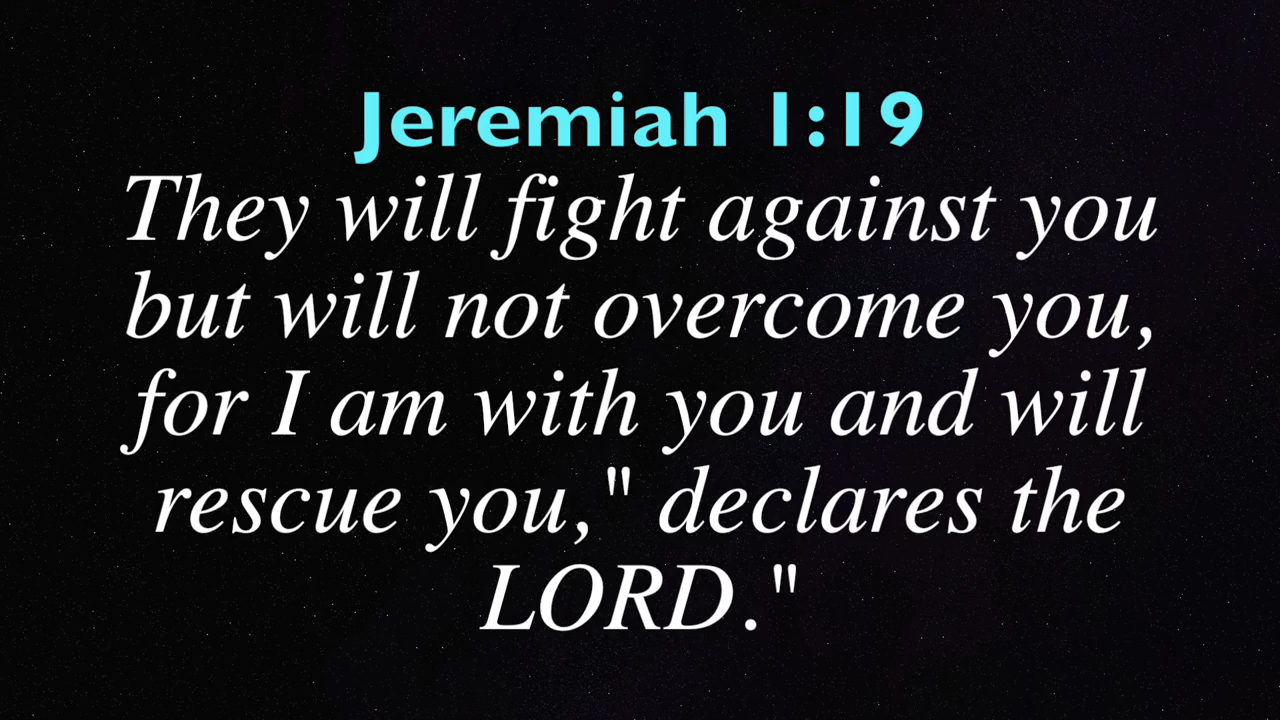 Jeremiah 1:19
They will fight against you
but will not overcome you,
for I am with you and will
rescue you," declares the
LORD."